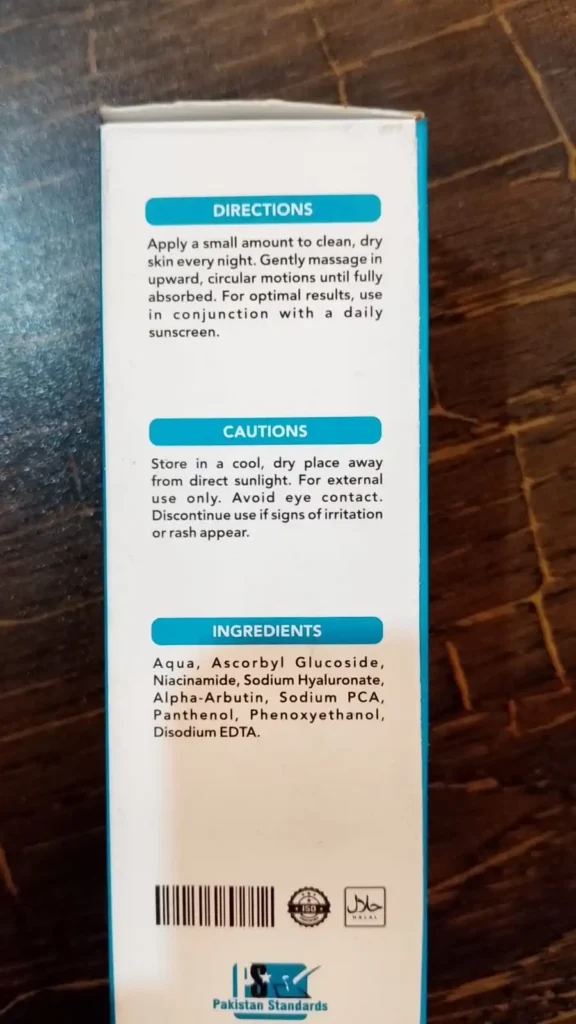 DIRECTIONS
Apply a small amount to clean, dry
skin every night. Gently massage in
upward, circular motions until fully
absorbed. For optimal results, use
in conjunction with a daily
sunscreen.
CAUTIONS
Store in a cool, dry place away
from direct sunlight. For external
use only. Avoid eye contact.
Discontinue use if signs of irritation
or rash appear.
INGREDIENTS
Aqua, Ascorbyl Glucoside,
Niacinamide, Sodium Hyaluronate,
Alpha-Arbutin, Sodium PCA,
Panthenol, Phenoxyethanol,
Disodium EDTA.
ISO
حلال
HALAL
PS
Pakistan Standards